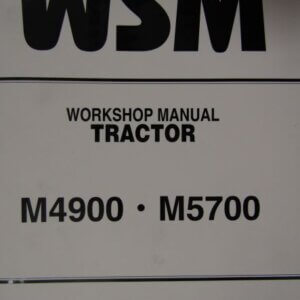 WSM
WORKSHOP MANUAL
TRACTOR
M4900 · M5700